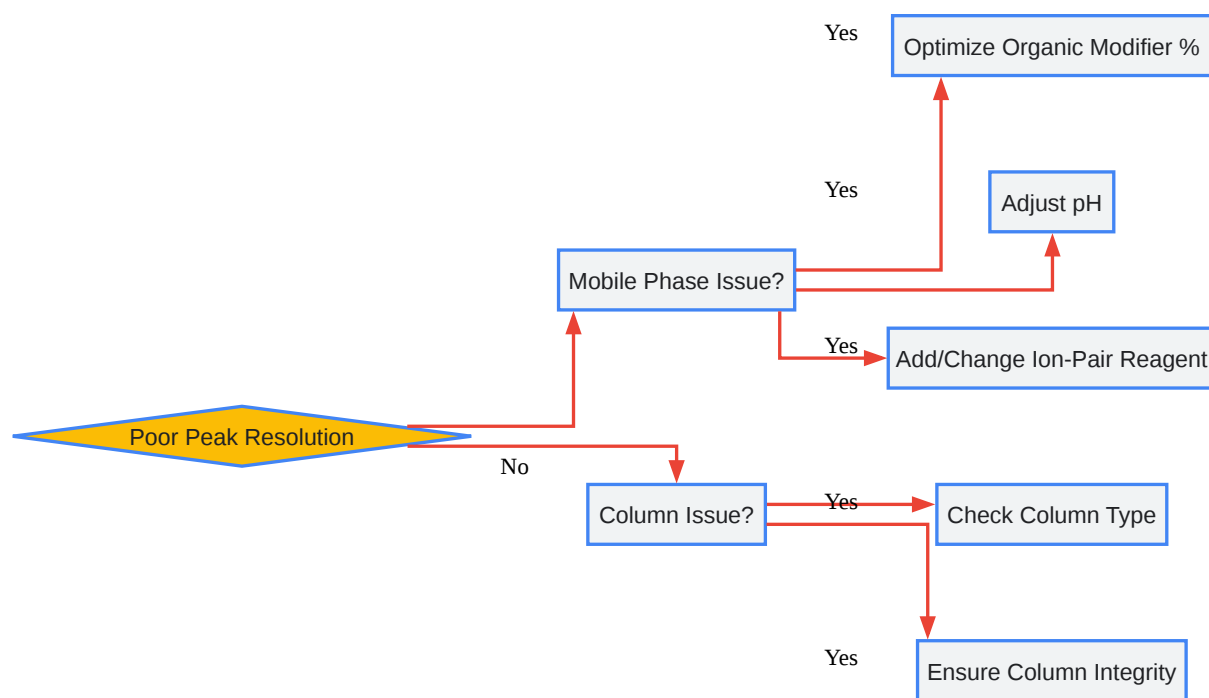 Yes
Optimize Organic Modifier %
Yes
Adjust pH
Mobile Phase Issue?
Yes
Add/Change Ion-Pair Reagent
Poor Peak Resolution
No
Column Issue?
Yes
Check Column Type
Yes
Ensure Column Integrity